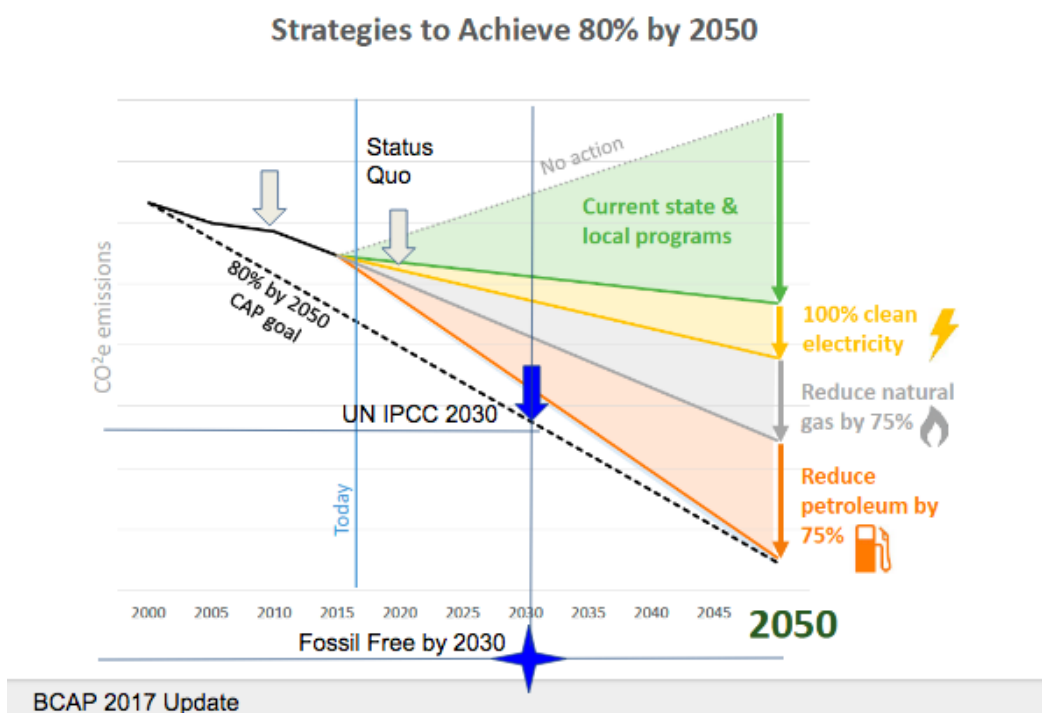 Strategies to Achieve 80% by 2050
Status
Quo
No action
Current state &
local programs
80% by 2050
CAP goal
CO²e emissions
100% clean
electricity
Reduce natural
gas by 75%
UN IPCC 2030
Reduce
petroleum by
75%
Today
2000 2005 2010 2015 2020 2025 2030 2035 2040 2045 2050
Fossil Free by 2030
BCAP 2017 Update